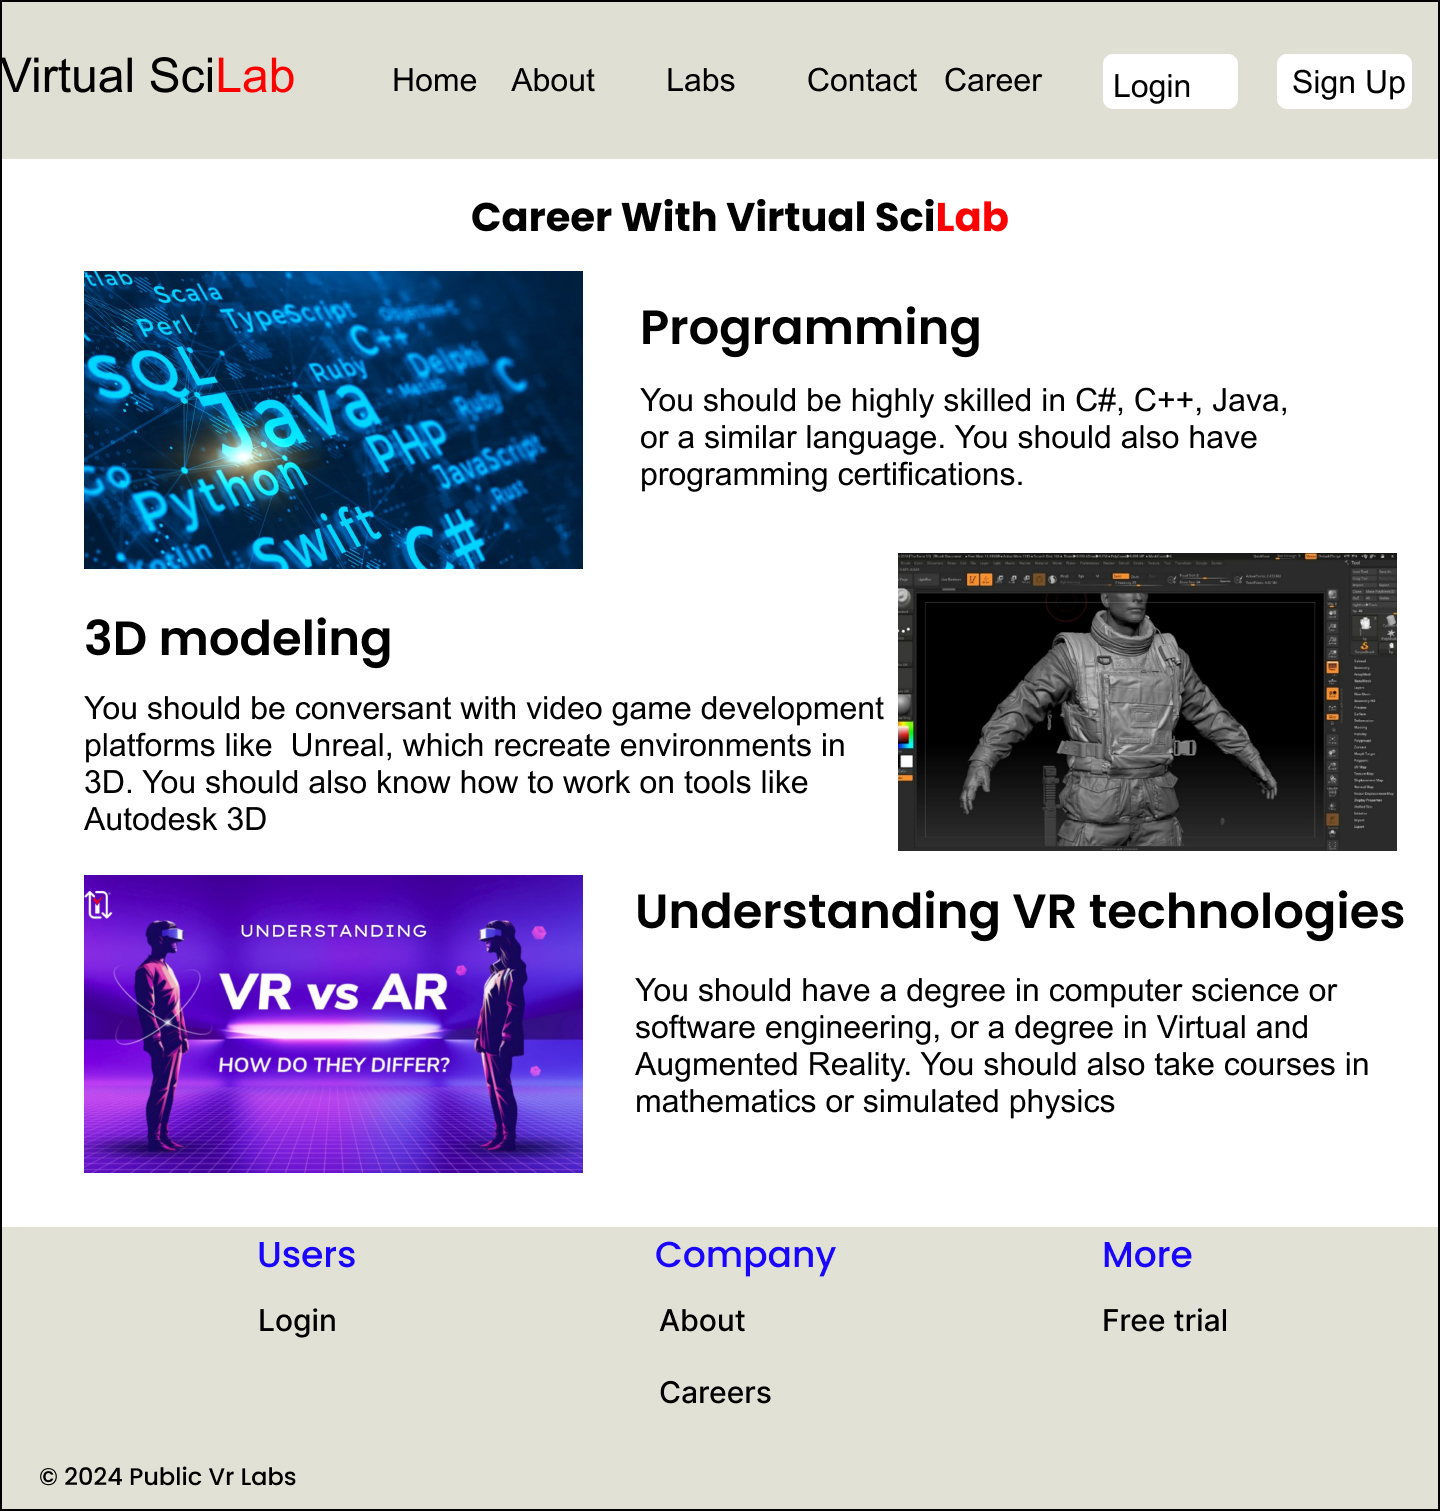 Virtual SciLab
Home About Labs Contact Career Login Sign Up
Career With Virtual SciLab
tlab
Scala
Perl
TypeScript
Objective-C
C++
SQL
Ruby
Delphi
MatLab
C
Java
Ruby
PHP
JavaScript
Go
Python
Rust
Swift
C#
Kotlin
Programming
You should be highly skilled in C#, C++, Java,
or a similar language. You should also have
programming certifications.
3D modeling
You should be conversant with video game development
platforms like  Unreal, which recreate environments in
3D. You should also know how to work on tools like
Autodesk 3D
UNDERSTANDING
VR vs AR
HOW DO THEY DIFFER?
Understanding VR technologies
You should have a degree in computer science or
software engineering, or a degree in Virtual and
Augmented Reality. You should also take courses in
mathematics or simulated physics
Users Company More
Login About Free trial
Careers
© 2024 Public Vr Labs